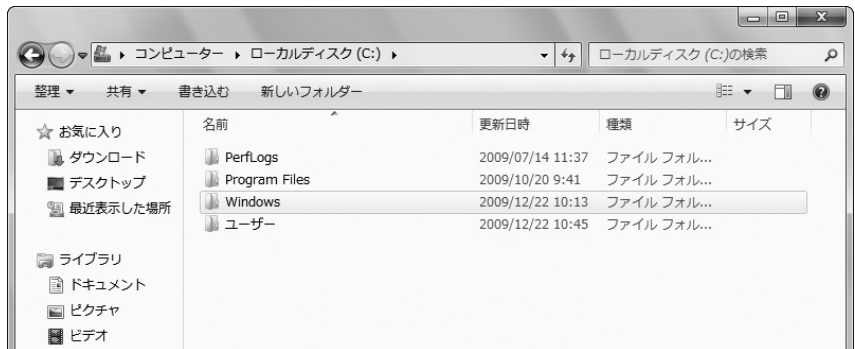 コンピューター ▸ ローカルディスク (C:) ▸
ローカルディスク (C:)の検索
整理 ▼ 共有 ▼ 書き込む 新しいフォルダー
お気に入り
ダウンロード
デスクトップ
最近表示した場所
ライブラリ
ドキュメント
ピクチャ
ビデオ
名前 更新日時 種類 サイズ
PerfLogs 2009/07/14 11:37 ファイル フォル...
Program Files 2009/10/20 9:41 ファイル フォル...
Windows 2009/12/22 10:13 ファイル フォル...
ユーザー 2009/12/22 10:45 ファイル フォル...